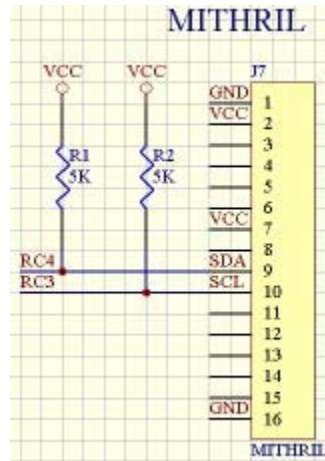 MITHRIL
VCC VCC J7
GND 1
VCC 2
R1 R2 3
5K 5K 4
5
6
VCC 7
8
RC4 SDA 9
RC3 SCL 10
11
12
13
14
15
GND 16
MITHRIL